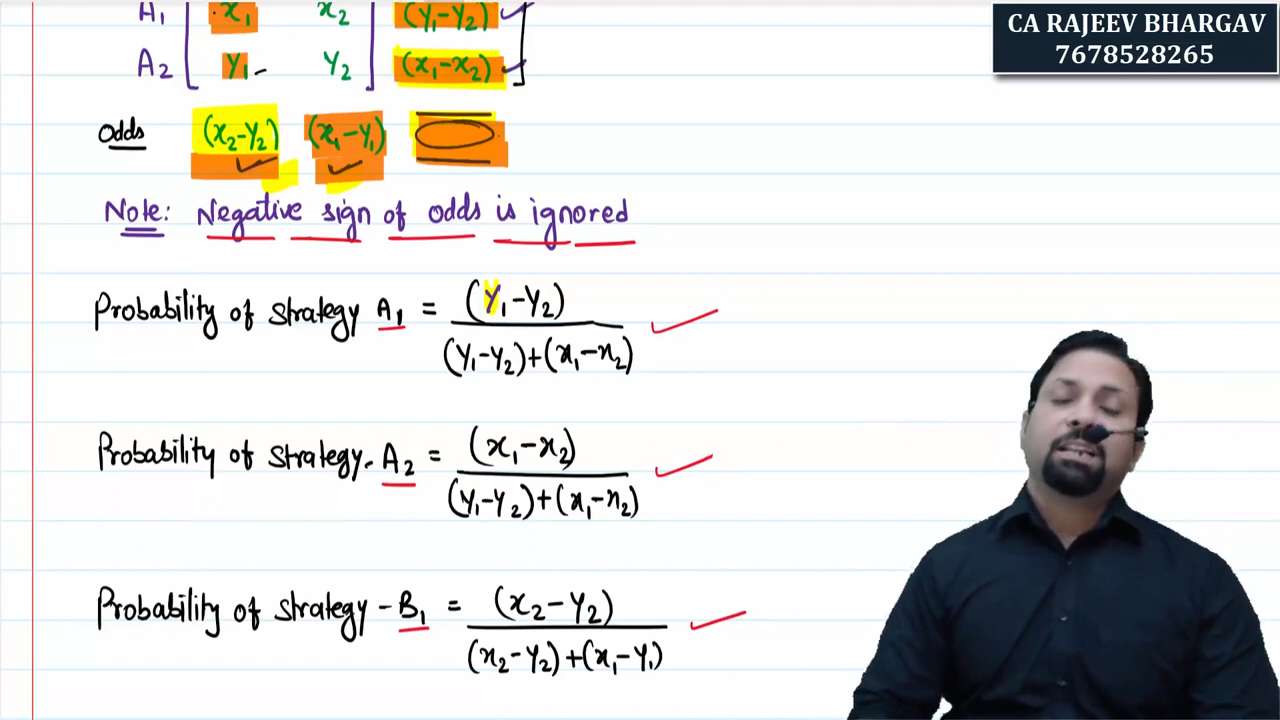 CA RAJEEV BHARGAV
7678528265
A1 x1 x2 (Y1-Y2)
A2 Y1 Y2 (x1-x2)
odds (x2-Y2) (x1-Y1)
Note: Negative sign of odds is ignored
Probability of strategy A1 = (Y1-Y2)
(Y1-Y2)+(x1-x2)
Probability of strategy- A2 = (x1-x2)
(Y1-Y2)+(x1-x2)
Probability of strategy - B1 = (x2-Y2)
(x2-Y2)+(x1-Y1)